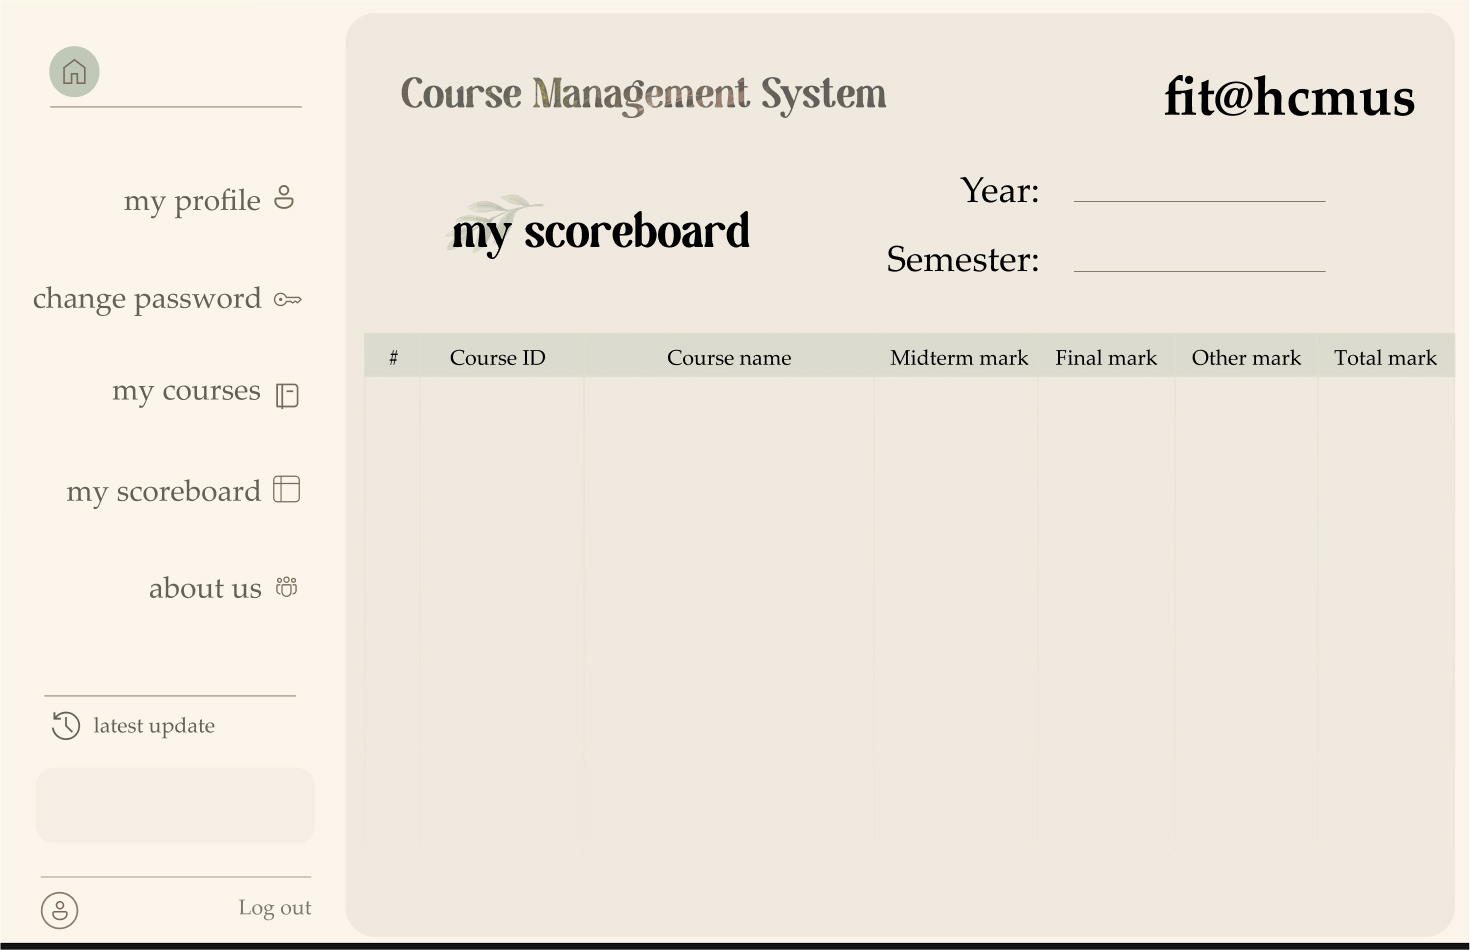 Course Management System
fit@hcmus
my profile
change password
my courses
my scoreboard
about us
latest update
Log out
my scoreboard
Year:
Semester:
# Course ID Course name Midterm mark Final mark Other mark Total mark